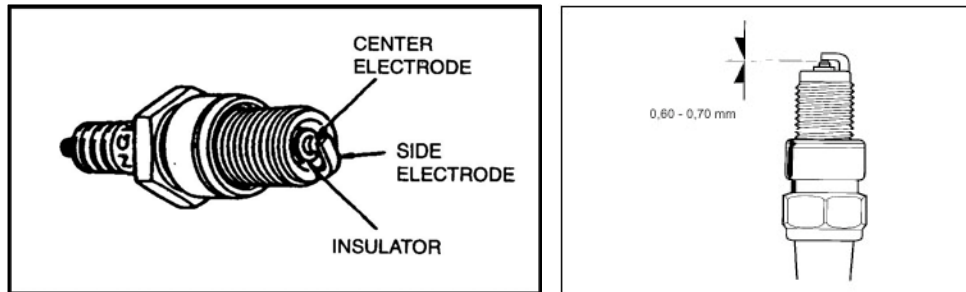 CENTER
ELECTRODE
SIDE
ELECTRODE
INSULATOR
0,60 - 0,70 mm